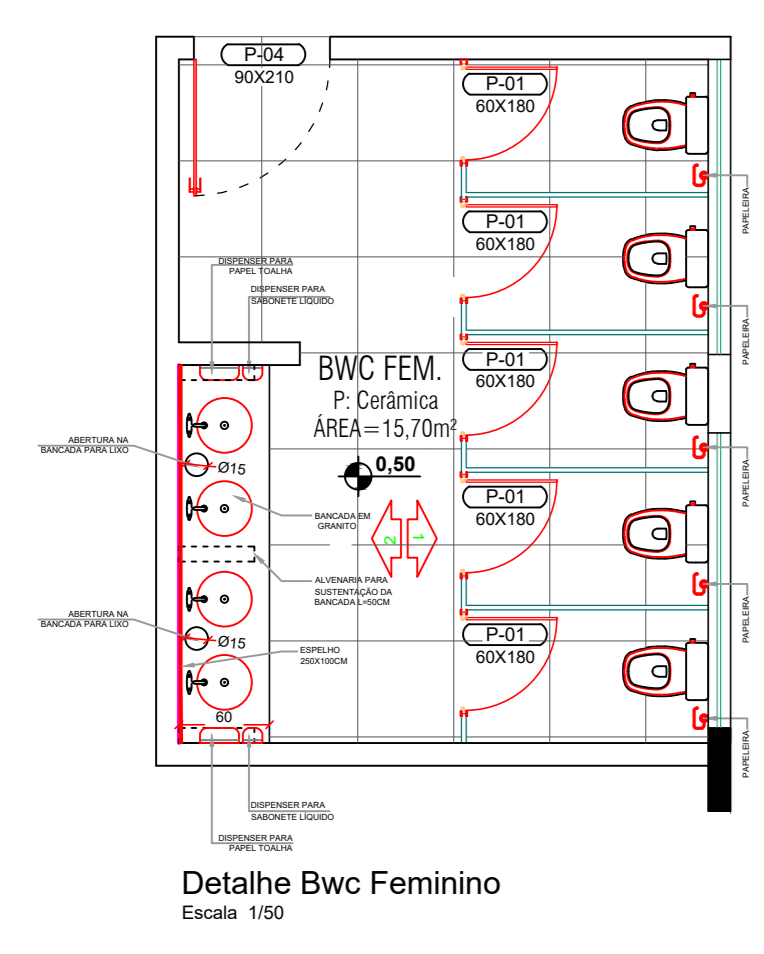 P-04
90X210
P-01
60X180
PAPELEIRA
P-01
60X180
DISPENSER PARA
PAPEL TOALHA
DISPENSER PARA
SABONETE LÍQUIDO
PAPELEIRA
BWC FEM.
P: Cerâmica
ÁREA=15,70m²
P-01
60X180
ABERTURA NA
BANCADA PARA LIXO
Ø15
0,50
PAPELEIRA
P-01
60X180
BANCADA EM
GRANITO
2
1
ALVENARIA PARA
SUSTENTAÇÃO DA
BANCADA L=50CM
PAPELEIRA
ABERTURA NA
BANCADA PARA LIXO
Ø15
ESPELHO
250X100CM
P-01
60X180
60
PAPELEIRA
DISPENSER PARA
SABONETE LÍQUIDO
DISPENSER PARA
PAPEL TOALHA
Detalhe Bwc Feminino
Escala 1/50